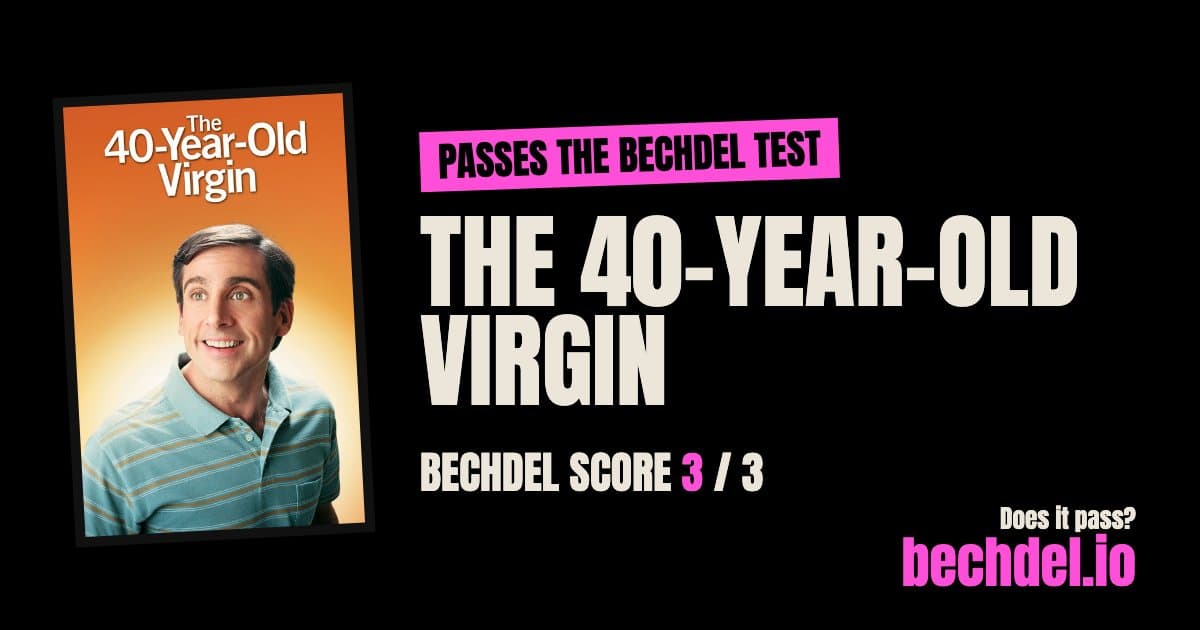 The
40-Year-Old
Virgin
PASSES THE BECHDEL TEST
THE 40-YEAR-OLD
VIRGIN
BECHDEL SCORE 3 / 3
Does it pass?
bechdel.io